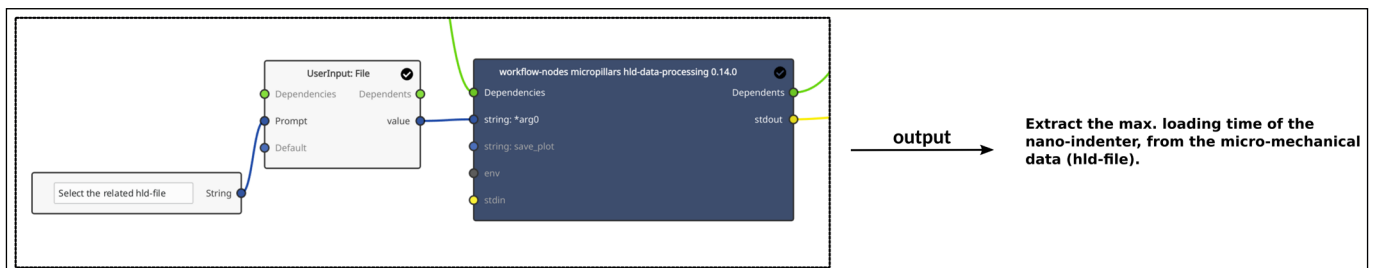 UserInput: File
Dependencies Dependents
Prompt value
Default
Select the related hld-file String
workflow-nodes micropillars hld-data-processing 0.14.0
Dependencies Dependents
string: *arg0 stdout
string: save_plot
env
stdin
output
Extract the max. loading time of the
nano-indenter, from the micro-mechanical
data (hld-file).